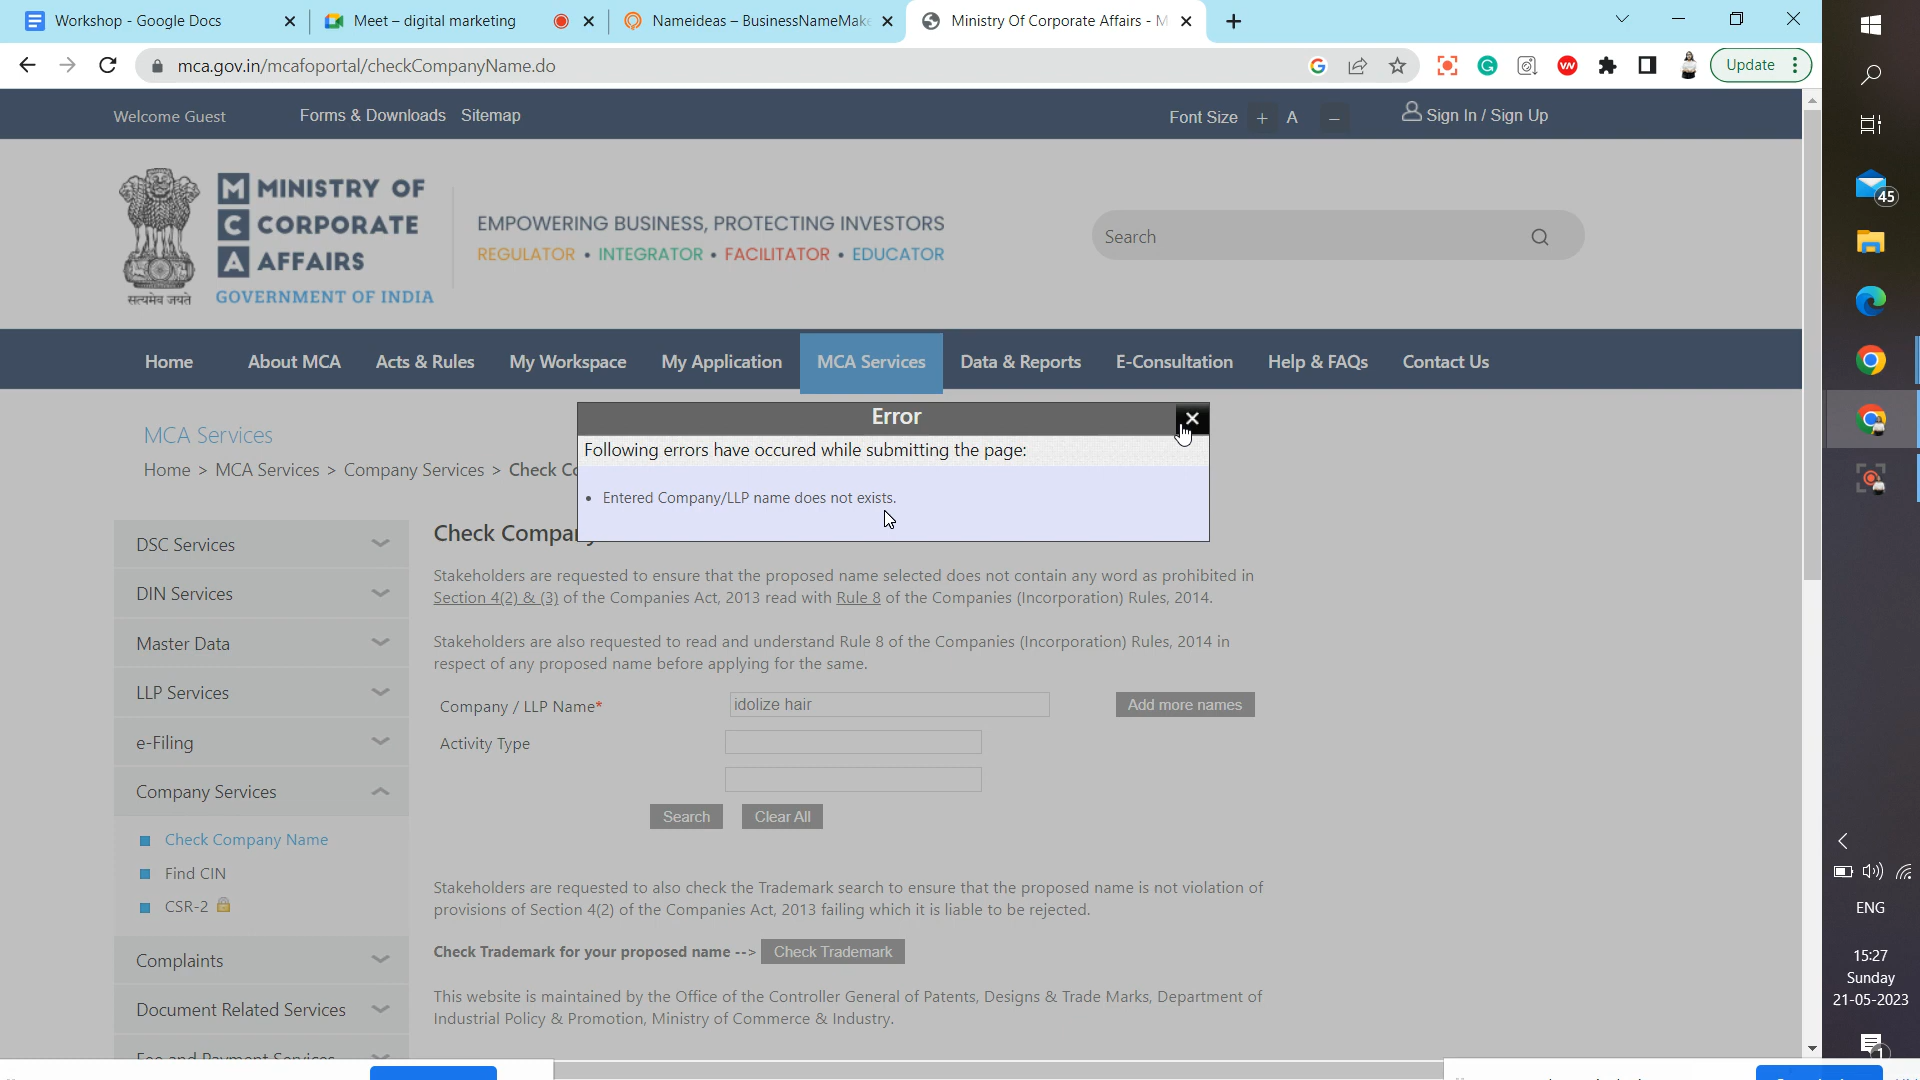 Workshop - Google Docs
Meet – digital marketing
Nameideas – BusinessNameMake
Ministry Of Corporate Affairs - M
mca.gov.in/mcafoportal/checkCompanyName.do
Update
Welcome Guest
Forms & Downloads Sitemap
Font Size + A –
Sign In / Sign Up
सत्यमेव जयते
MINISTRY OF
CORPORATE
AFFAIRS
GOVERNMENT OF INDIA
EMPOWERING BUSINESS, PROTECTING INVESTORS
REGULATOR • INTEGRATOR • FACILITATOR • EDUCATOR
Search
Home About MCA Acts & Rules My Workspace My Application MCA Services Data & Reports E-Consultation Help & FAQs Contact Us
Error
Following errors have occured while submitting the page:
• Entered Company/LLP name does not exists.
MCA Services
Home > MCA Services > Company Services > Check Co
DSC Services
DIN Services
Master Data
LLP Services
e-Filing
Company Services
Check Company Name
Find CIN
CSR-2
Complaints
Document Related Services
Fee and Payment Services
Check Company
Stakeholders are requested to ensure that the proposed name selected does not contain any word as prohibited in
Section 4(2) & (3) of the Companies Act, 2013 read with Rule 8 of the Companies (Incorporation) Rules, 2014.
Stakeholders are also requested to read and understand Rule 8 of the Companies (Incorporation) Rules, 2014 in
respect of any proposed name before applying for the same.
Company / LLP Name*
idolize hair
Add more names
Activity Type
Search
Clear All
Stakeholders are requested to also check the Trademark search to ensure that the proposed name is not violation of
provisions of Section 4(2) of the Companies Act, 2013 failing which it is liable to be rejected.
Check Trademark for your proposed name --> Check Trademark
This website is maintained by the Office of the Controller General of Patents, Designs & Trade Marks, Department of
Industrial Policy & Promotion, Ministry of Commerce & Industry.
45
ENG
15:27
Sunday
21-05-2023
1